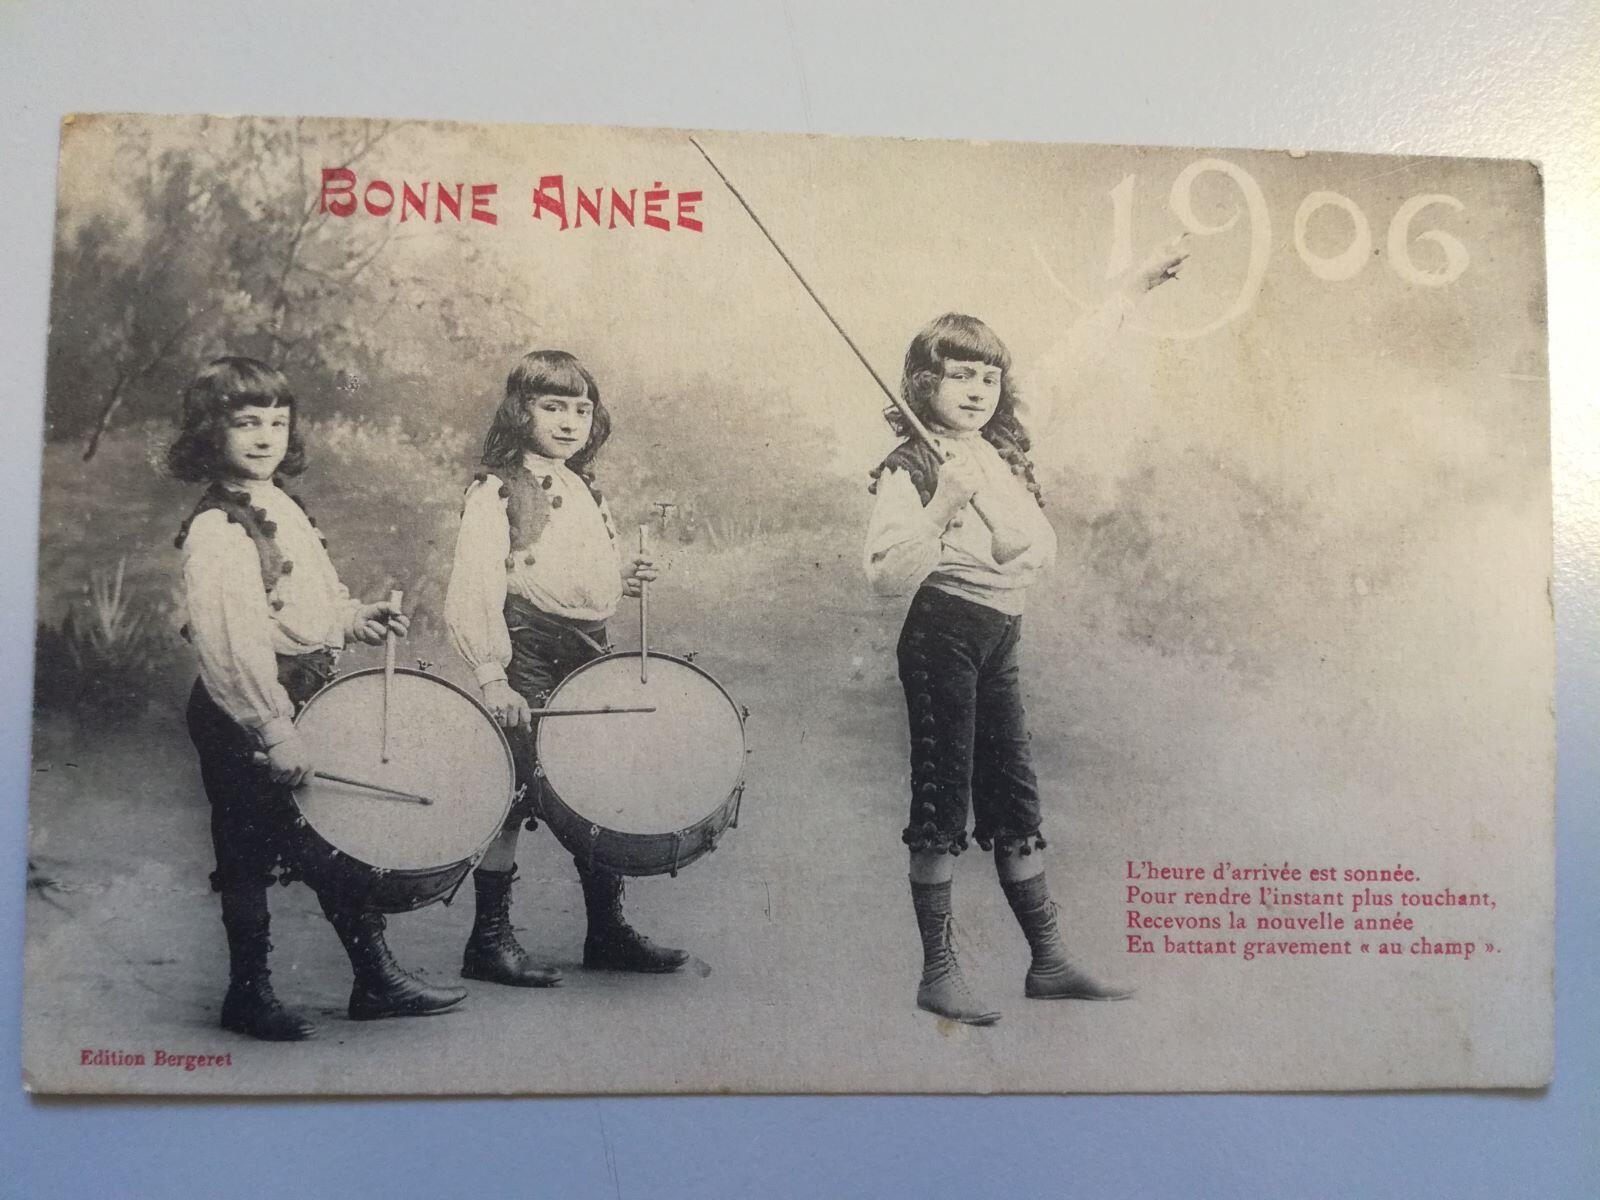 BONNE ANNÉE
1906
L'heure d'arrivée est sonnée.
Pour rendre l'instant plus touchant,
Recevons la nouvelle année
En battant gravement « au champ ».
Edition Bergeret